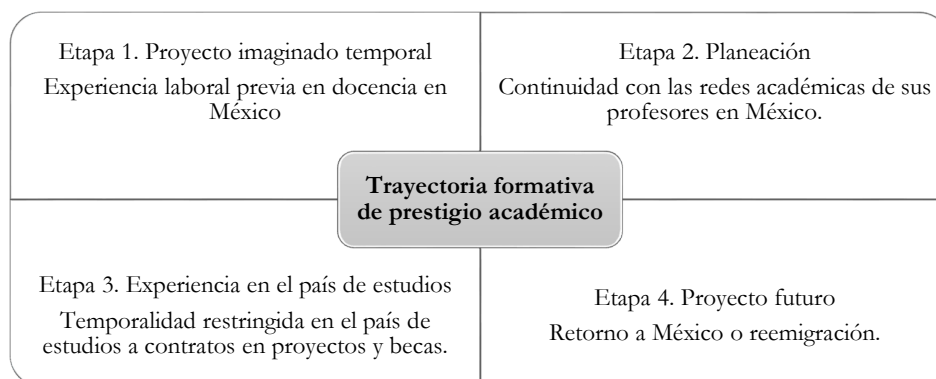 Etapa 1. Proyecto imaginado temporal
Experiencia laboral previa en docencia en
México
Etapa 2. Planeación
Continuidad con las redes académicas de sus
profesores en México.
Trayectoria formativa
de prestigio académico
Etapa 3. Experiencia en el país de estudios
Temporalidad restringida en el país de
estudios a contratos en proyectos y becas.
Etapa 4. Proyecto futuro
Retorno a México o reemigración.